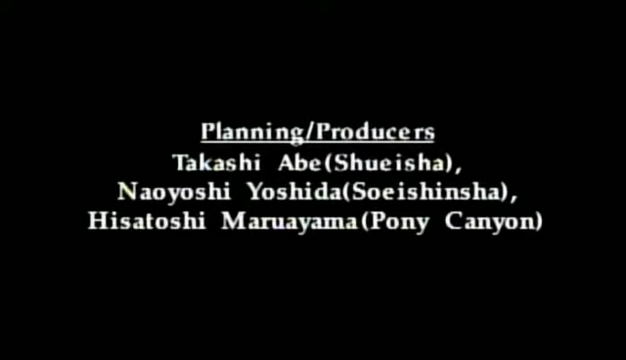 Planning/Producers
Takashi Abe(Shueisha),
Naoyoshi Yoshida(Soeishinsha),
Hisatoshi Maruayama(Pony Canyon)